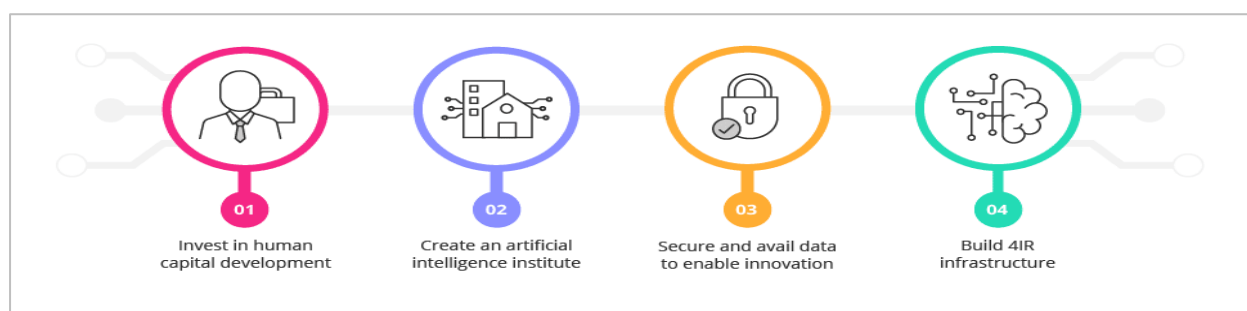 01
Invest in human
capital development
02
Create an artificial
intelligence institute
03
Secure and avail data
to enable innovation
04
Build 4IR
infrastructure